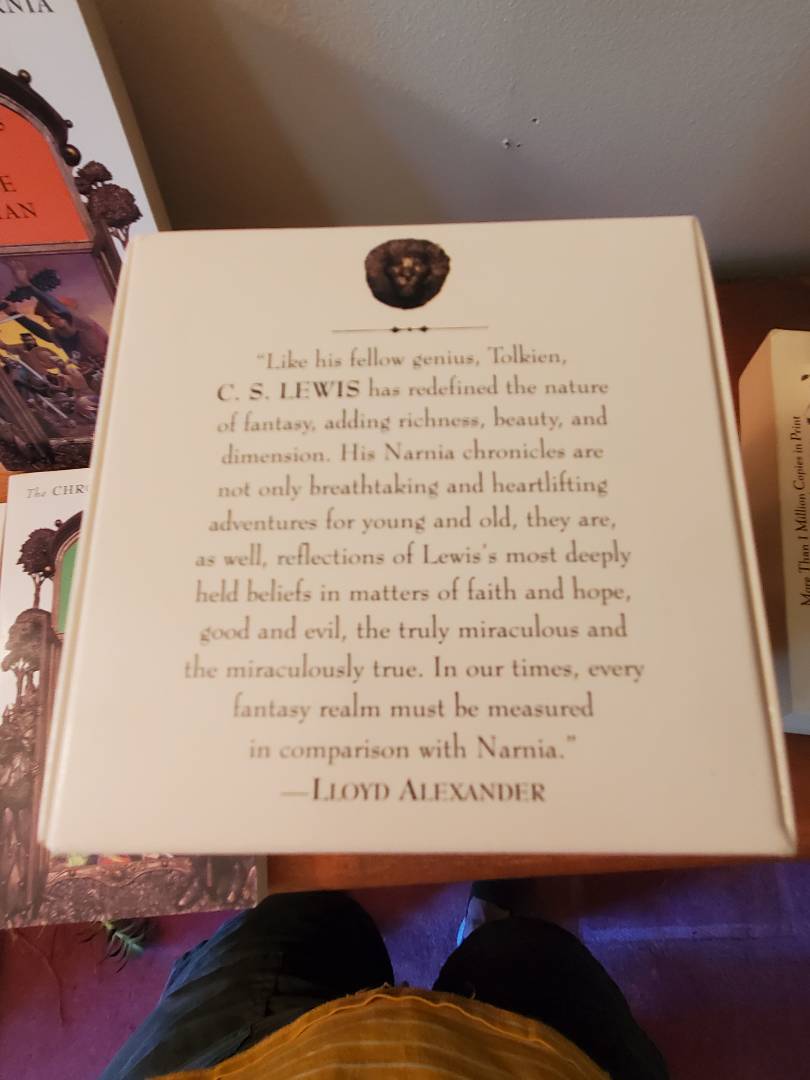 “Like his fellow genius, Tolkien,
C. S. LEWIS has redefined the nature
of fantasy, adding richness, beauty, and
dimension. His Narnia chronicles are
not only breathtaking and heartlifting
adventures for young and old, they are,
as well, reflections of Lewis's most deeply
held beliefs in matters of faith and hope,
good and evil, the truly miraculous and
the miraculously true. In our times, every
fantasy realm must be measured
in comparison with Narnia.”
—LLOYD ALEXANDER
The
More Than 1 Million Copies in Print